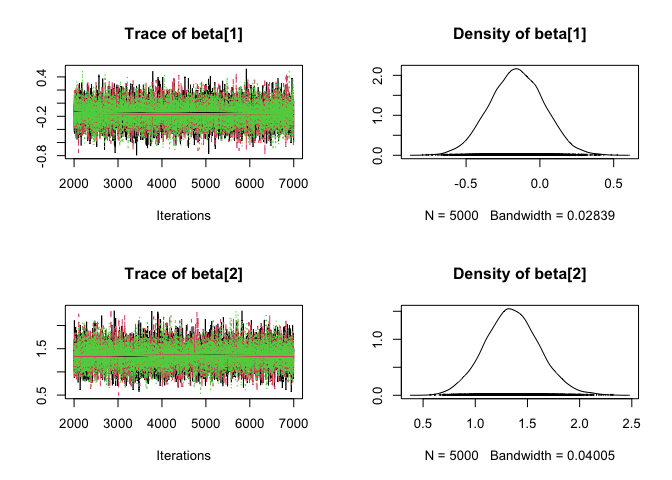 Trace of beta[1]
Density of beta[1]
0.4
-0.2
-0.8
2000 3000 4000 5000 6000 7000
Iterations
2.0
1.0
0.0
-0.5 0.0 0.5
N = 5000 Bandwidth = 0.02839
Trace of beta[2]
Density of beta[2]
1.5
0.5
2000 3000 4000 5000 6000 7000
Iterations
1.0
0.0
0.5 1.0 1.5 2.0 2.5
N = 5000 Bandwidth = 0.04005